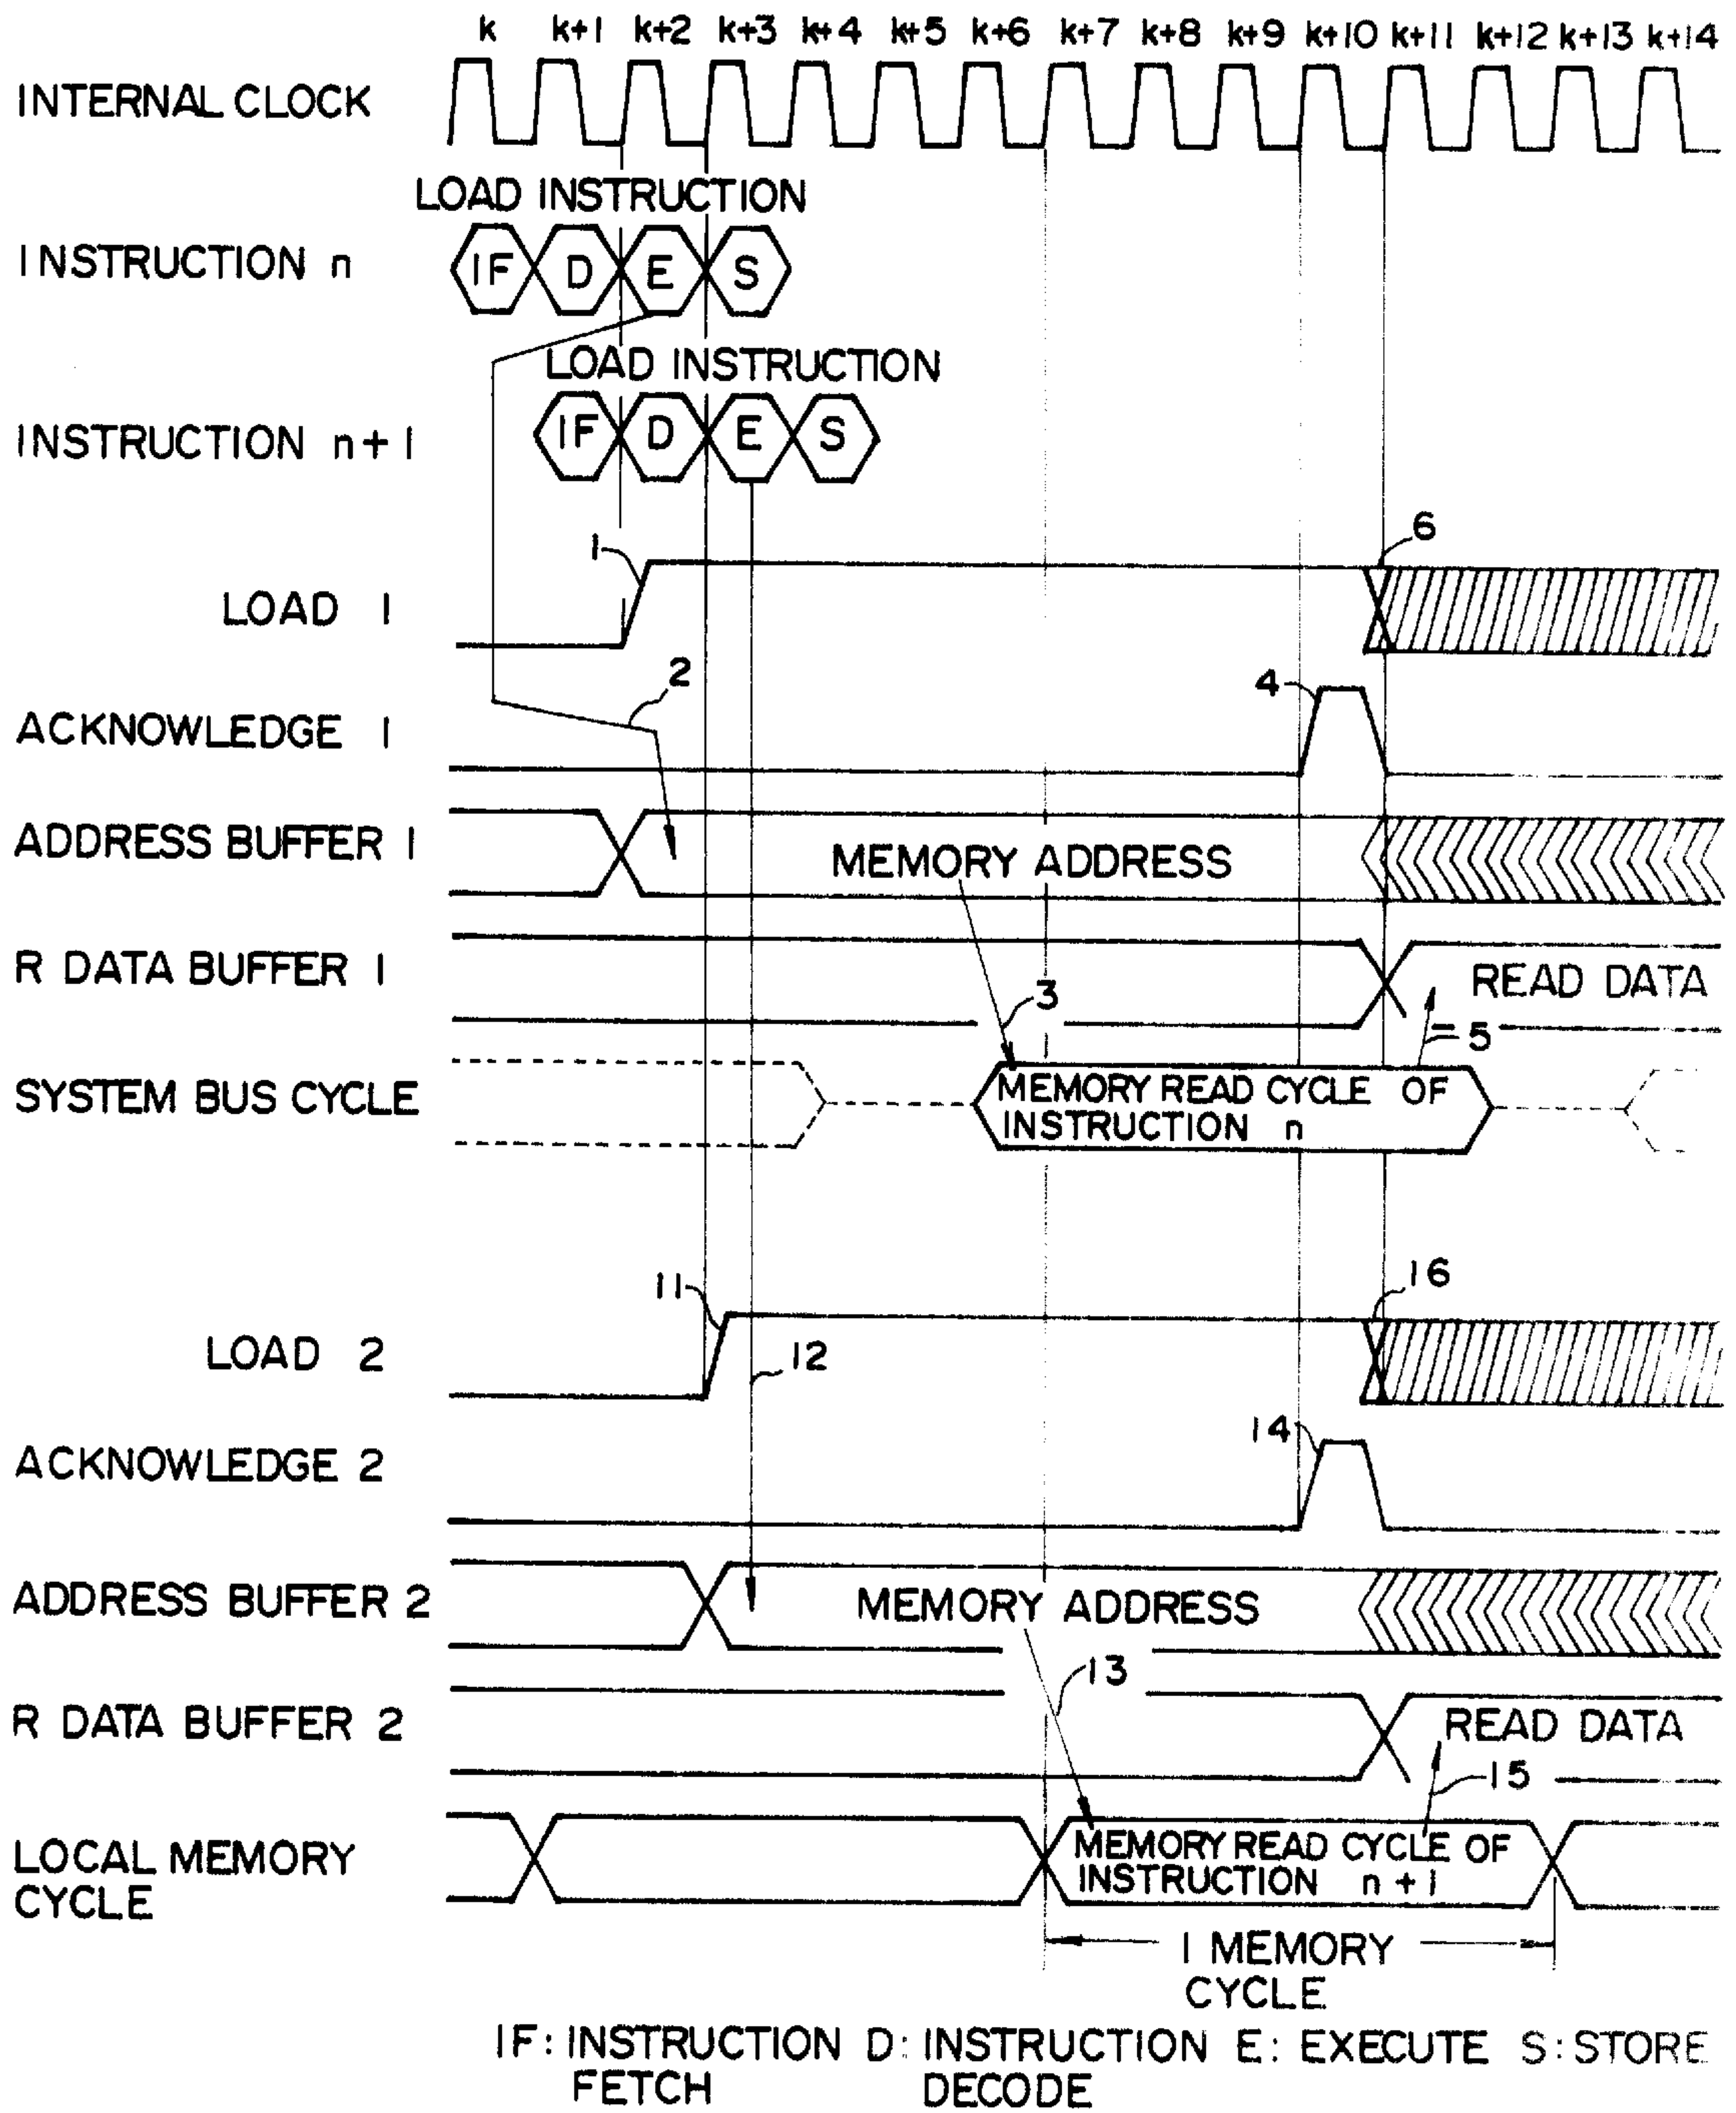 k k+1 k+2 k+3 k+4 k+5 k+6 k+7 k+8 k+9 k+10 k+11 k+12 k+13 k+14
INTERNAL CLOCK
LOAD INSTRUCTION
INSTRUCTION n IF D E S
LOAD INSTRUCTION
INSTRUCTION n+1 IF D E S
1 6
LOAD 1
2 4
ACKNOWLEDGE 1
ADDRESS BUFFER 1 MEMORY ADDRESS
R DATA BUFFER 1 READ DATA
3 5
SYSTEM BUS CYCLE MEMORY READ CYCLE OF
INSTRUCTION n
11 16
LOAD 2 12
14
ACKNOWLEDGE 2
ADDRESS BUFFER 2 MEMORY ADDRESS
13
R DATA BUFFER 2 READ DATA
15
LOCAL MEMORY
CYCLE
MEMORY READ CYCLE OF
INSTRUCTION n+1
1 MEMORY
CYCLE
IF: INSTRUCTION
FETCH
D: INSTRUCTION
DECODE
E: EXECUTE S: STORE